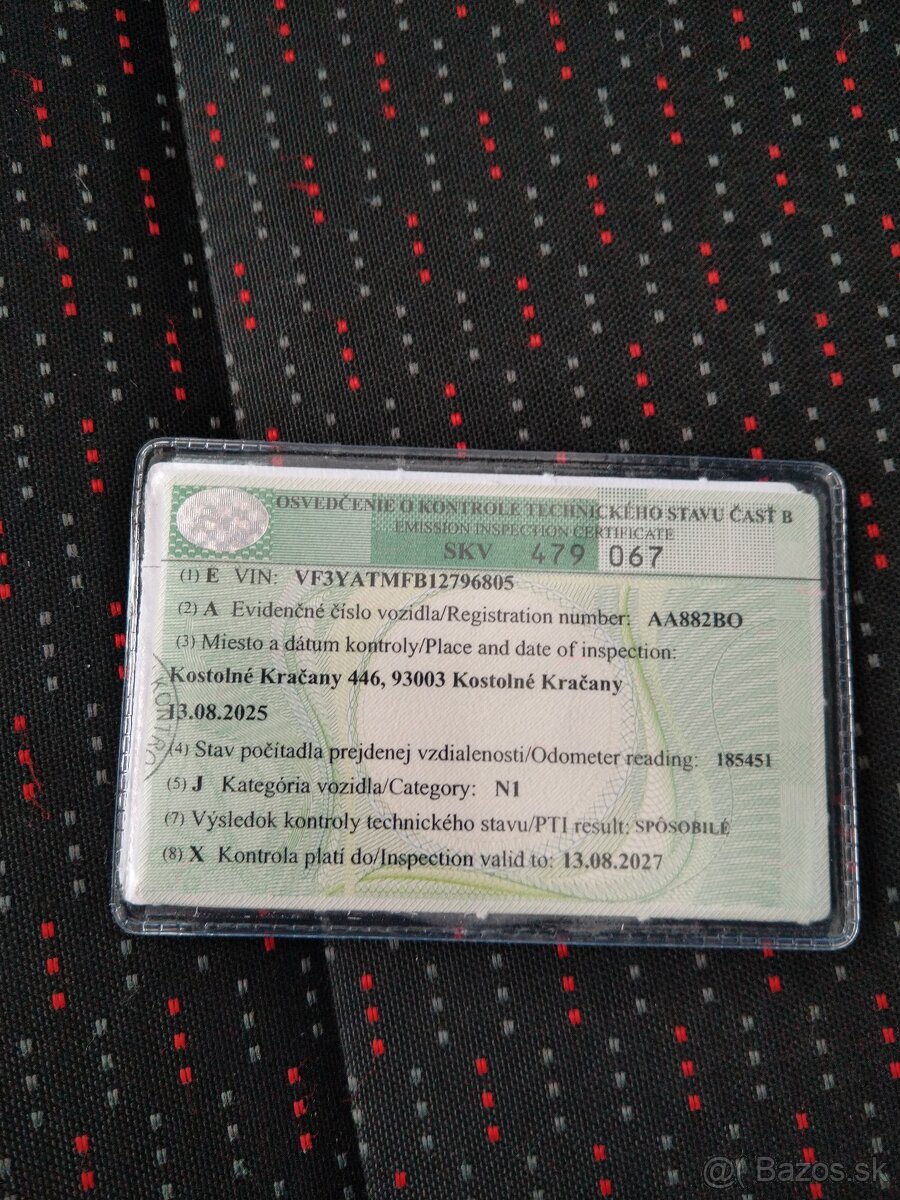 OSVEDČENIE O KONTROLE TECHNICKÉHO STAVU ČASŤ B
EMISSION INSPECTION CERTIFICATE
SKV 479 067
(1) E VIN: VF3YATMFB12796805
(2) A Evidenčné číslo vozidla/Registration number: AA882BO
(3) Miesto a dátum kontroly/Place and date of inspection:
Kostolné Kračany 446, 93003 Kostolné Kračany
13.08.2025
(4) Stav počítadla prejdenej vzdialenosti/Odometer reading: 185451
(5) J Kategória vozidla/Category: N1
(7) Výsledok kontroly technického stavu/PTI result: SPÔSOBILÉ
(8) X Kontrola platí do/Inspection valid to: 13.08.2027
@( Bazos.sk